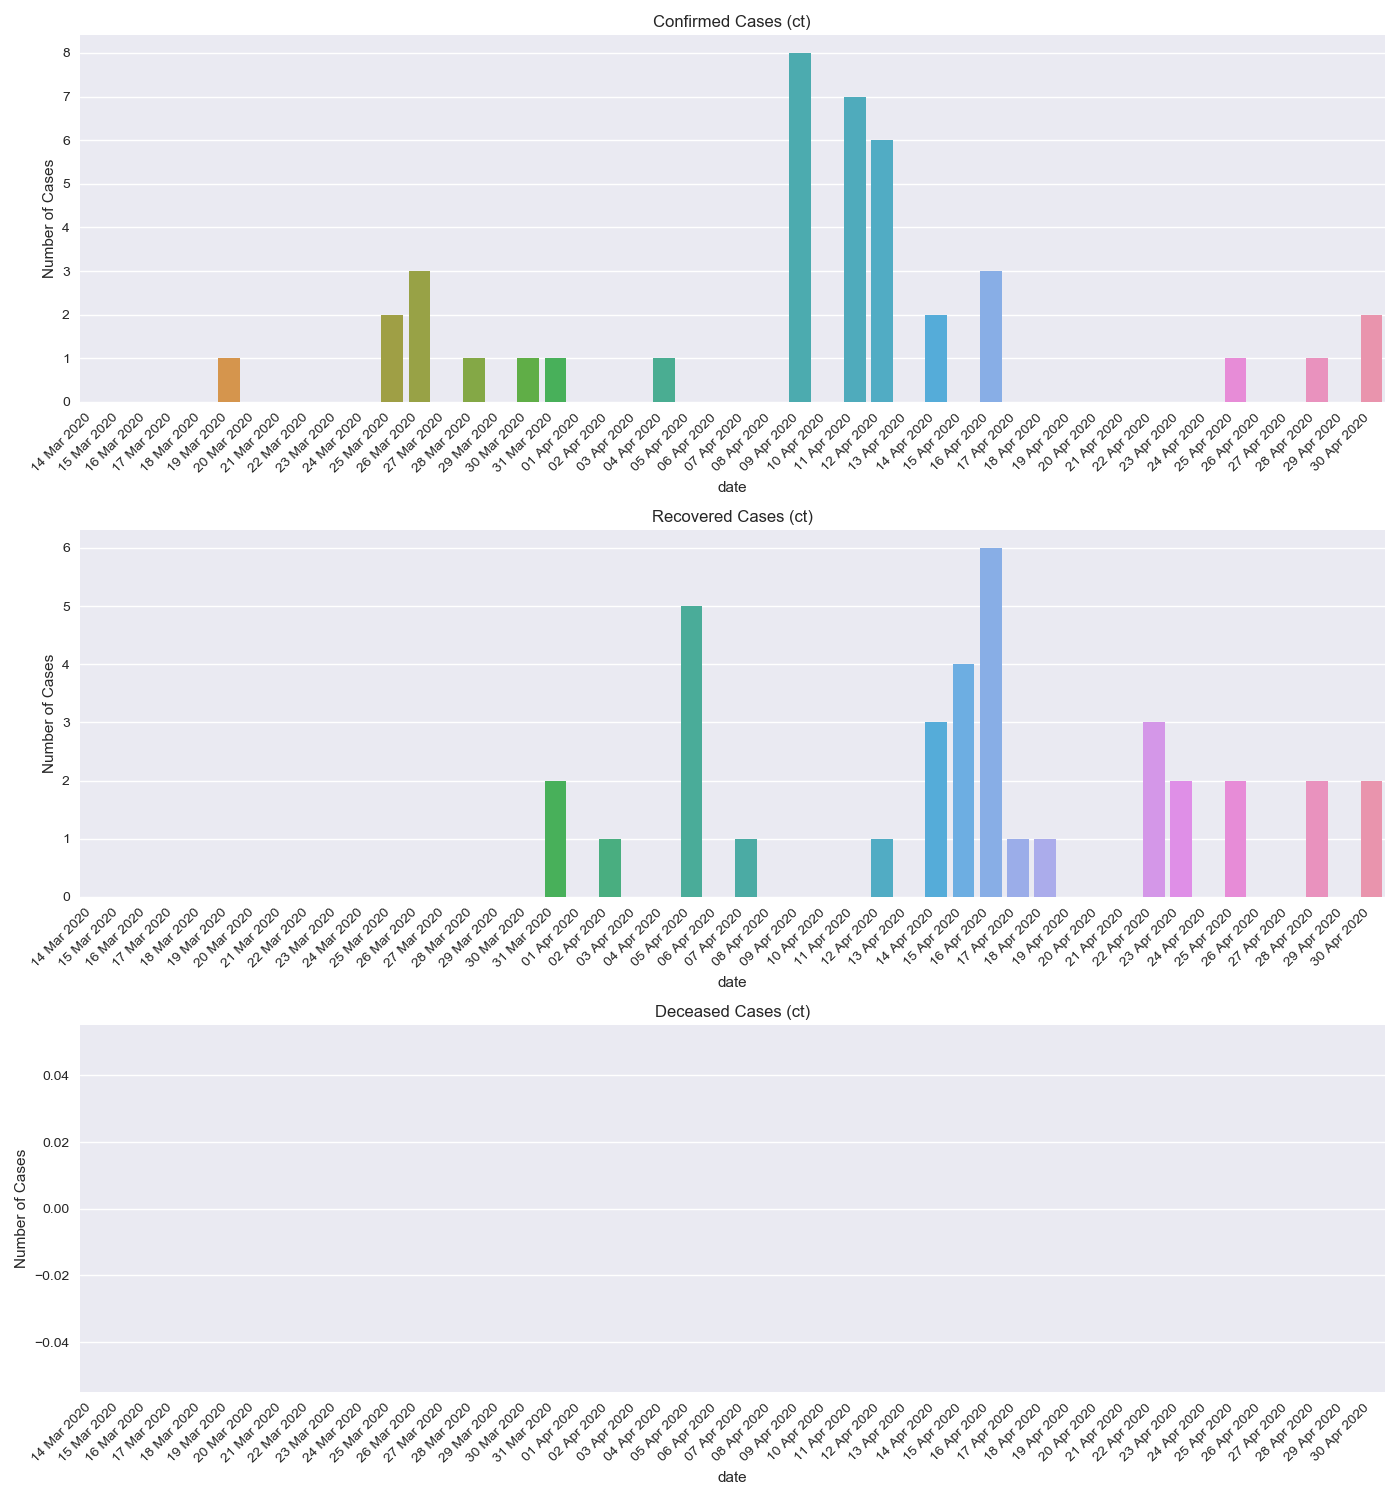 Confirmed Cases (ct)
8
7
6
5
4
3
2
1
0
Number of Cases
14 Mar 2020
15 Mar 2020
16 Mar 2020
17 Mar 2020
18 Mar 2020
19 Mar 2020
20 Mar 2020
21 Mar 2020
22 Mar 2020
23 Mar 2020
24 Mar 2020
25 Mar 2020
26 Mar 2020
27 Mar 2020
28 Mar 2020
29 Mar 2020
30 Mar 2020
31 Mar 2020
01 Apr 2020
02 Apr 2020
03 Apr 2020
04 Apr 2020
05 Apr 2020
06 Apr 2020
07 Apr 2020
08 Apr 2020
09 Apr 2020
10 Apr 2020
11 Apr 2020
12 Apr 2020
13 Apr 2020
14 Apr 2020
15 Apr 2020
16 Apr 2020
17 Apr 2020
18 Apr 2020
19 Apr 2020
20 Apr 2020
21 Apr 2020
22 Apr 2020
23 Apr 2020
24 Apr 2020
25 Apr 2020
26 Apr 2020
27 Apr 2020
28 Apr 2020
29 Apr 2020
30 Apr 2020
date
Recovered Cases (ct)
6
5
4
3
2
1
0
Number of Cases
14 Mar 2020
15 Mar 2020
16 Mar 2020
17 Mar 2020
18 Mar 2020
19 Mar 2020
20 Mar 2020
21 Mar 2020
22 Mar 2020
23 Mar 2020
24 Mar 2020
25 Mar 2020
26 Mar 2020
27 Mar 2020
28 Mar 2020
29 Mar 2020
30 Mar 2020
31 Mar 2020
01 Apr 2020
02 Apr 2020
03 Apr 2020
04 Apr 2020
05 Apr 2020
06 Apr 2020
07 Apr 2020
08 Apr 2020
09 Apr 2020
10 Apr 2020
11 Apr 2020
12 Apr 2020
13 Apr 2020
14 Apr 2020
15 Apr 2020
16 Apr 2020
17 Apr 2020
18 Apr 2020
19 Apr 2020
20 Apr 2020
21 Apr 2020
22 Apr 2020
23 Apr 2020
24 Apr 2020
25 Apr 2020
26 Apr 2020
27 Apr 2020
28 Apr 2020
29 Apr 2020
30 Apr 2020
date
Deceased Cases (ct)
0.04
0.02
0.00
−0.02
−0.04
Number of Cases
14 Mar 2020
15 Mar 2020
16 Mar 2020
17 Mar 2020
18 Mar 2020
19 Mar 2020
20 Mar 2020
21 Mar 2020
22 Mar 2020
23 Mar 2020
24 Mar 2020
25 Mar 2020
26 Mar 2020
27 Mar 2020
28 Mar 2020
29 Mar 2020
30 Mar 2020
31 Mar 2020
01 Apr 2020
02 Apr 2020
03 Apr 2020
04 Apr 2020
05 Apr 2020
06 Apr 2020
07 Apr 2020
08 Apr 2020
09 Apr 2020
10 Apr 2020
11 Apr 2020
12 Apr 2020
13 Apr 2020
14 Apr 2020
15 Apr 2020
16 Apr 2020
17 Apr 2020
18 Apr 2020
19 Apr 2020
20 Apr 2020
21 Apr 2020
22 Apr 2020
23 Apr 2020
24 Apr 2020
25 Apr 2020
26 Apr 2020
27 Apr 2020
28 Apr 2020
29 Apr 2020
30 Apr 2020
date